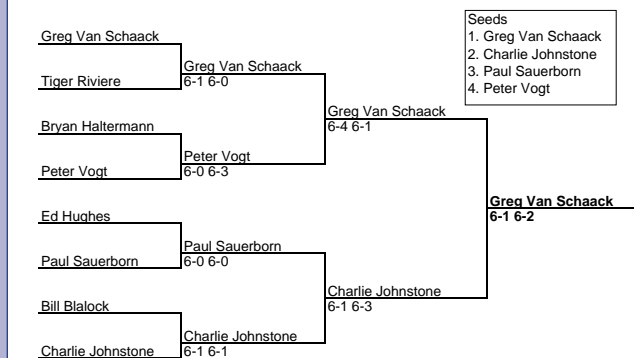 Seeds
1. Greg Van Schaack
2. Charlie Johnstone
3. Paul Sauerborn
4. Peter Vogt
Greg Van Schaack
Tiger Riviere
Bryan Haltermann
Peter Vogt
Ed Hughes
Paul Sauerborn
Bill Blalock
Charlie Johnstone
Greg Van Schaack
6-1 6-0
Peter Vogt
6-0 6-3
Paul Sauerborn
6-0 6-0
Charlie Johnstone
6-1 6-1
Greg Van Schaack
6-4 6-1
Charlie Johnstone
6-1 6-3
Greg Van Schaack
6-1 6-2